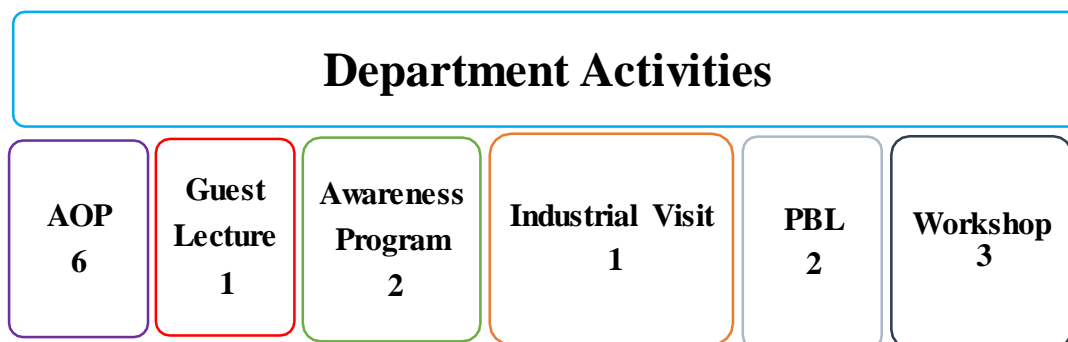 Department Activities
AOP
6
Guest
Lecture
1
Awareness
Program
2
Industrial Visit
1
PBL
2
Workshop
3